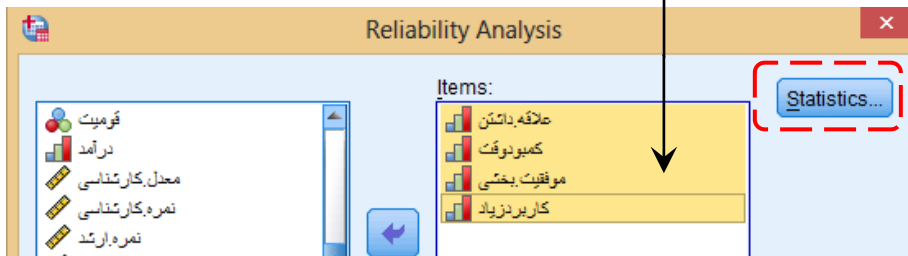 Reliability Analysis
Items:
Statistics...
قومیت
درآمد
معدل.کارشناسی
نمره.کارشناسی
نمره.ارشد
علاقه.داشتن
کمبودوقت
موفقیت.بخشی
کاربردزیاد